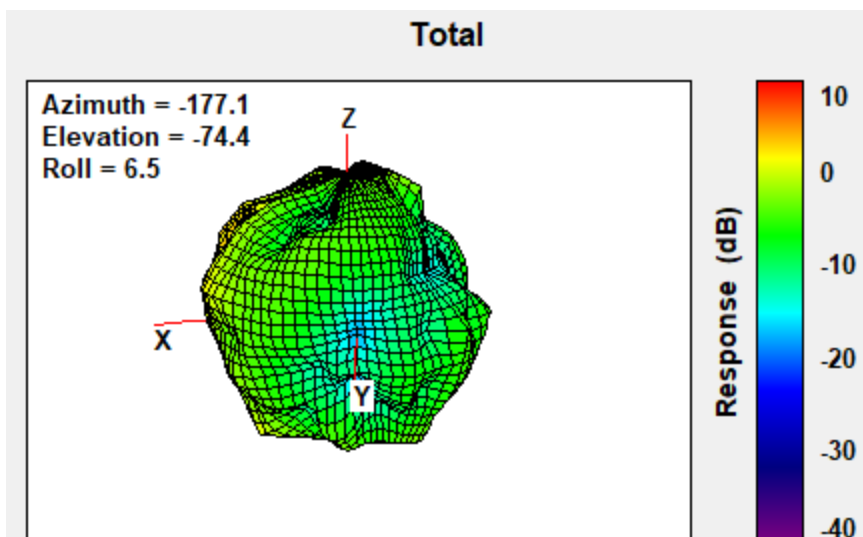 Total
Azimuth = -177.1
Elevation = -74.4
Roll = 6.5
Z
X
Y
Response (dB)
10
0
-10
-20
-30
-40